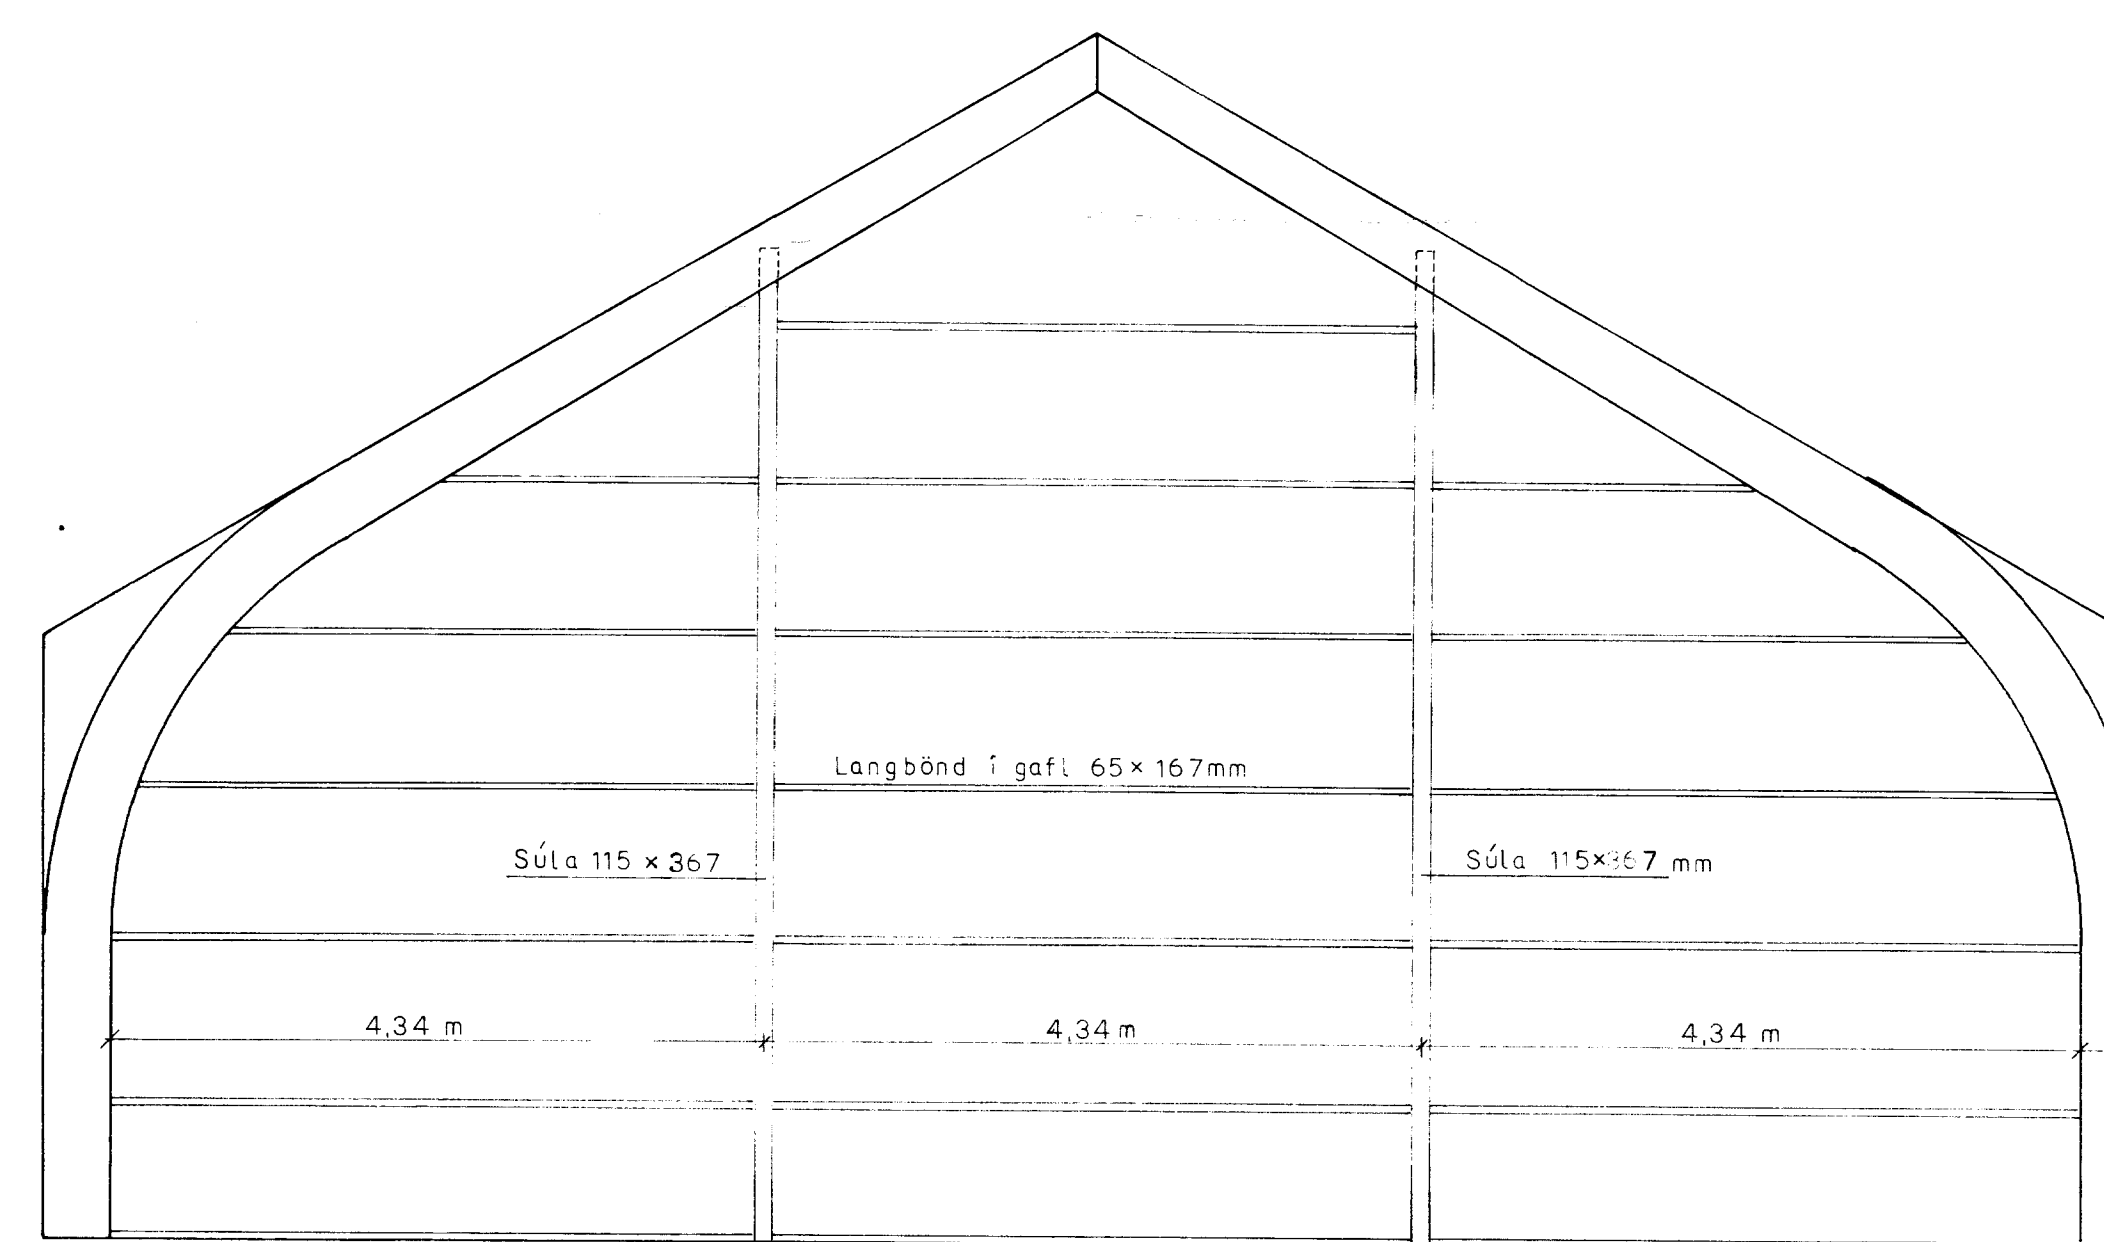 Langbönd í gafl 65×167mm
Súla 115 × 367
Súla 115×367 mm
4,34 m
4,34 m
4,34 m